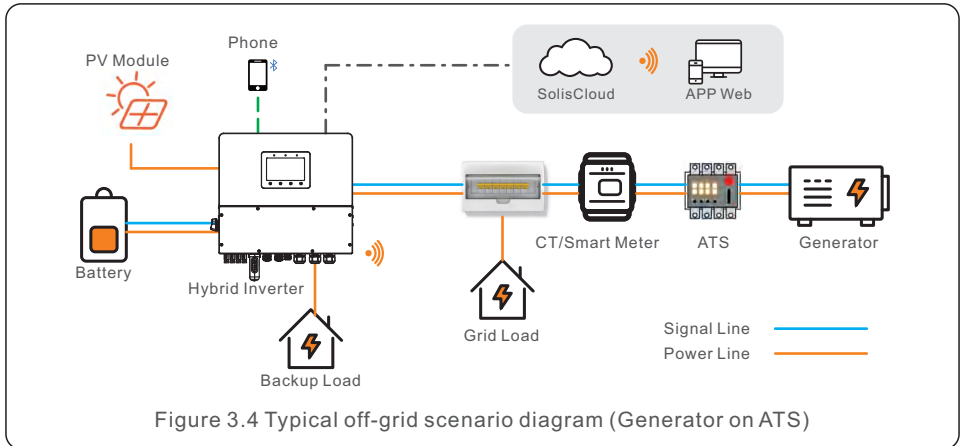 Phone
PV Module
SolisCloud
APP Web
CT/Smart Meter
ATS
Generator
Battery
Hybrid Inverter
Grid Load
Signal Line
Power Line
Backup Load
Figure 3.4 Typical off-grid scenario diagram (Generator on ATS)